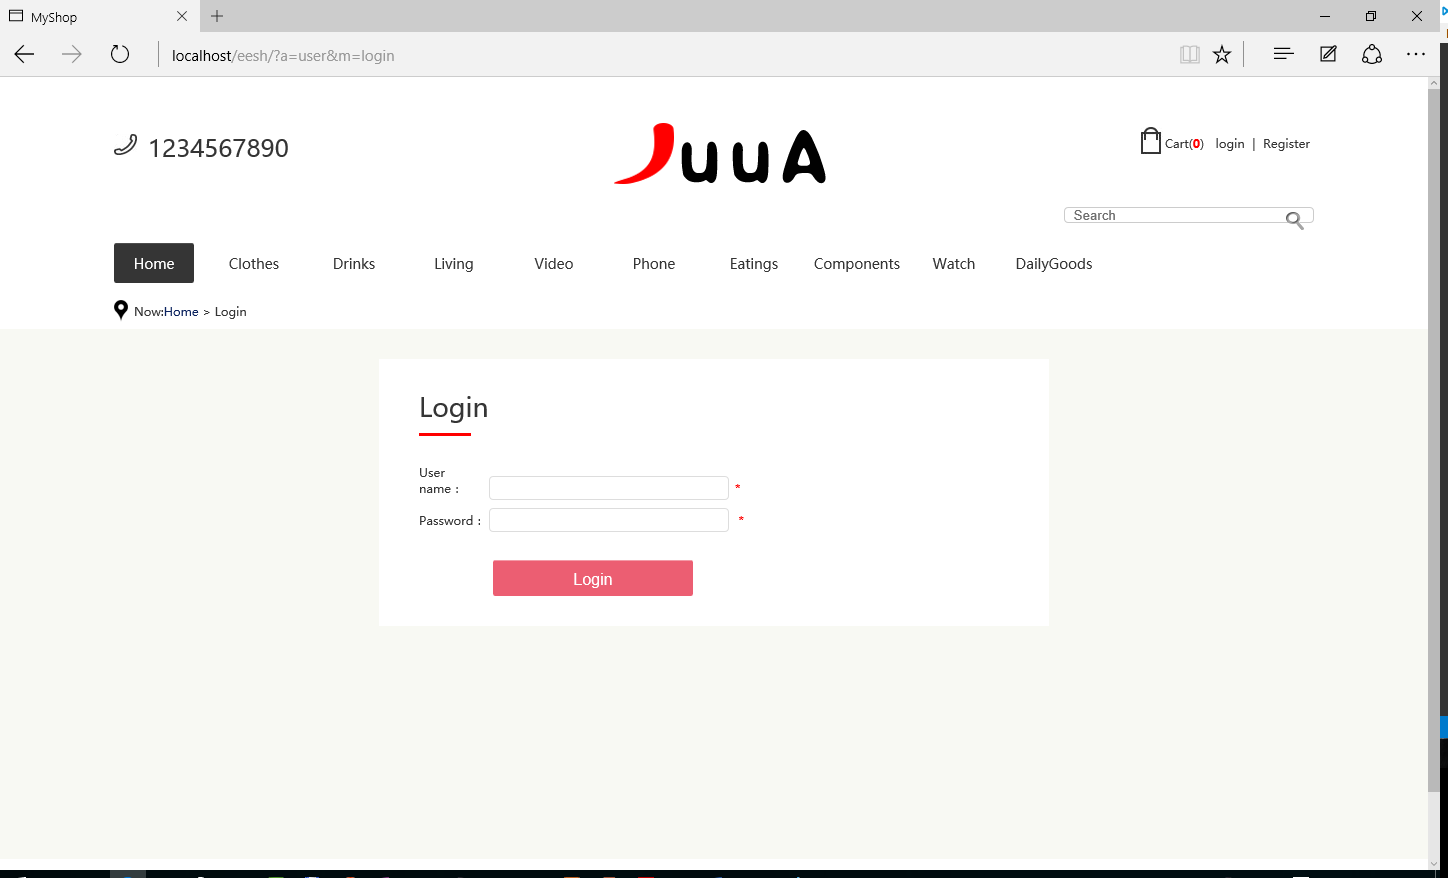 MyShop
localhost/eesh/?a=user&m=login
1234567890
JuuA
Cart(0) login | Register
Search
Home Clothes Drinks Living Video Phone Eatings Components Watch DailyGoods
Now:Home > Login
Login
User
name : *
Password : *
Login